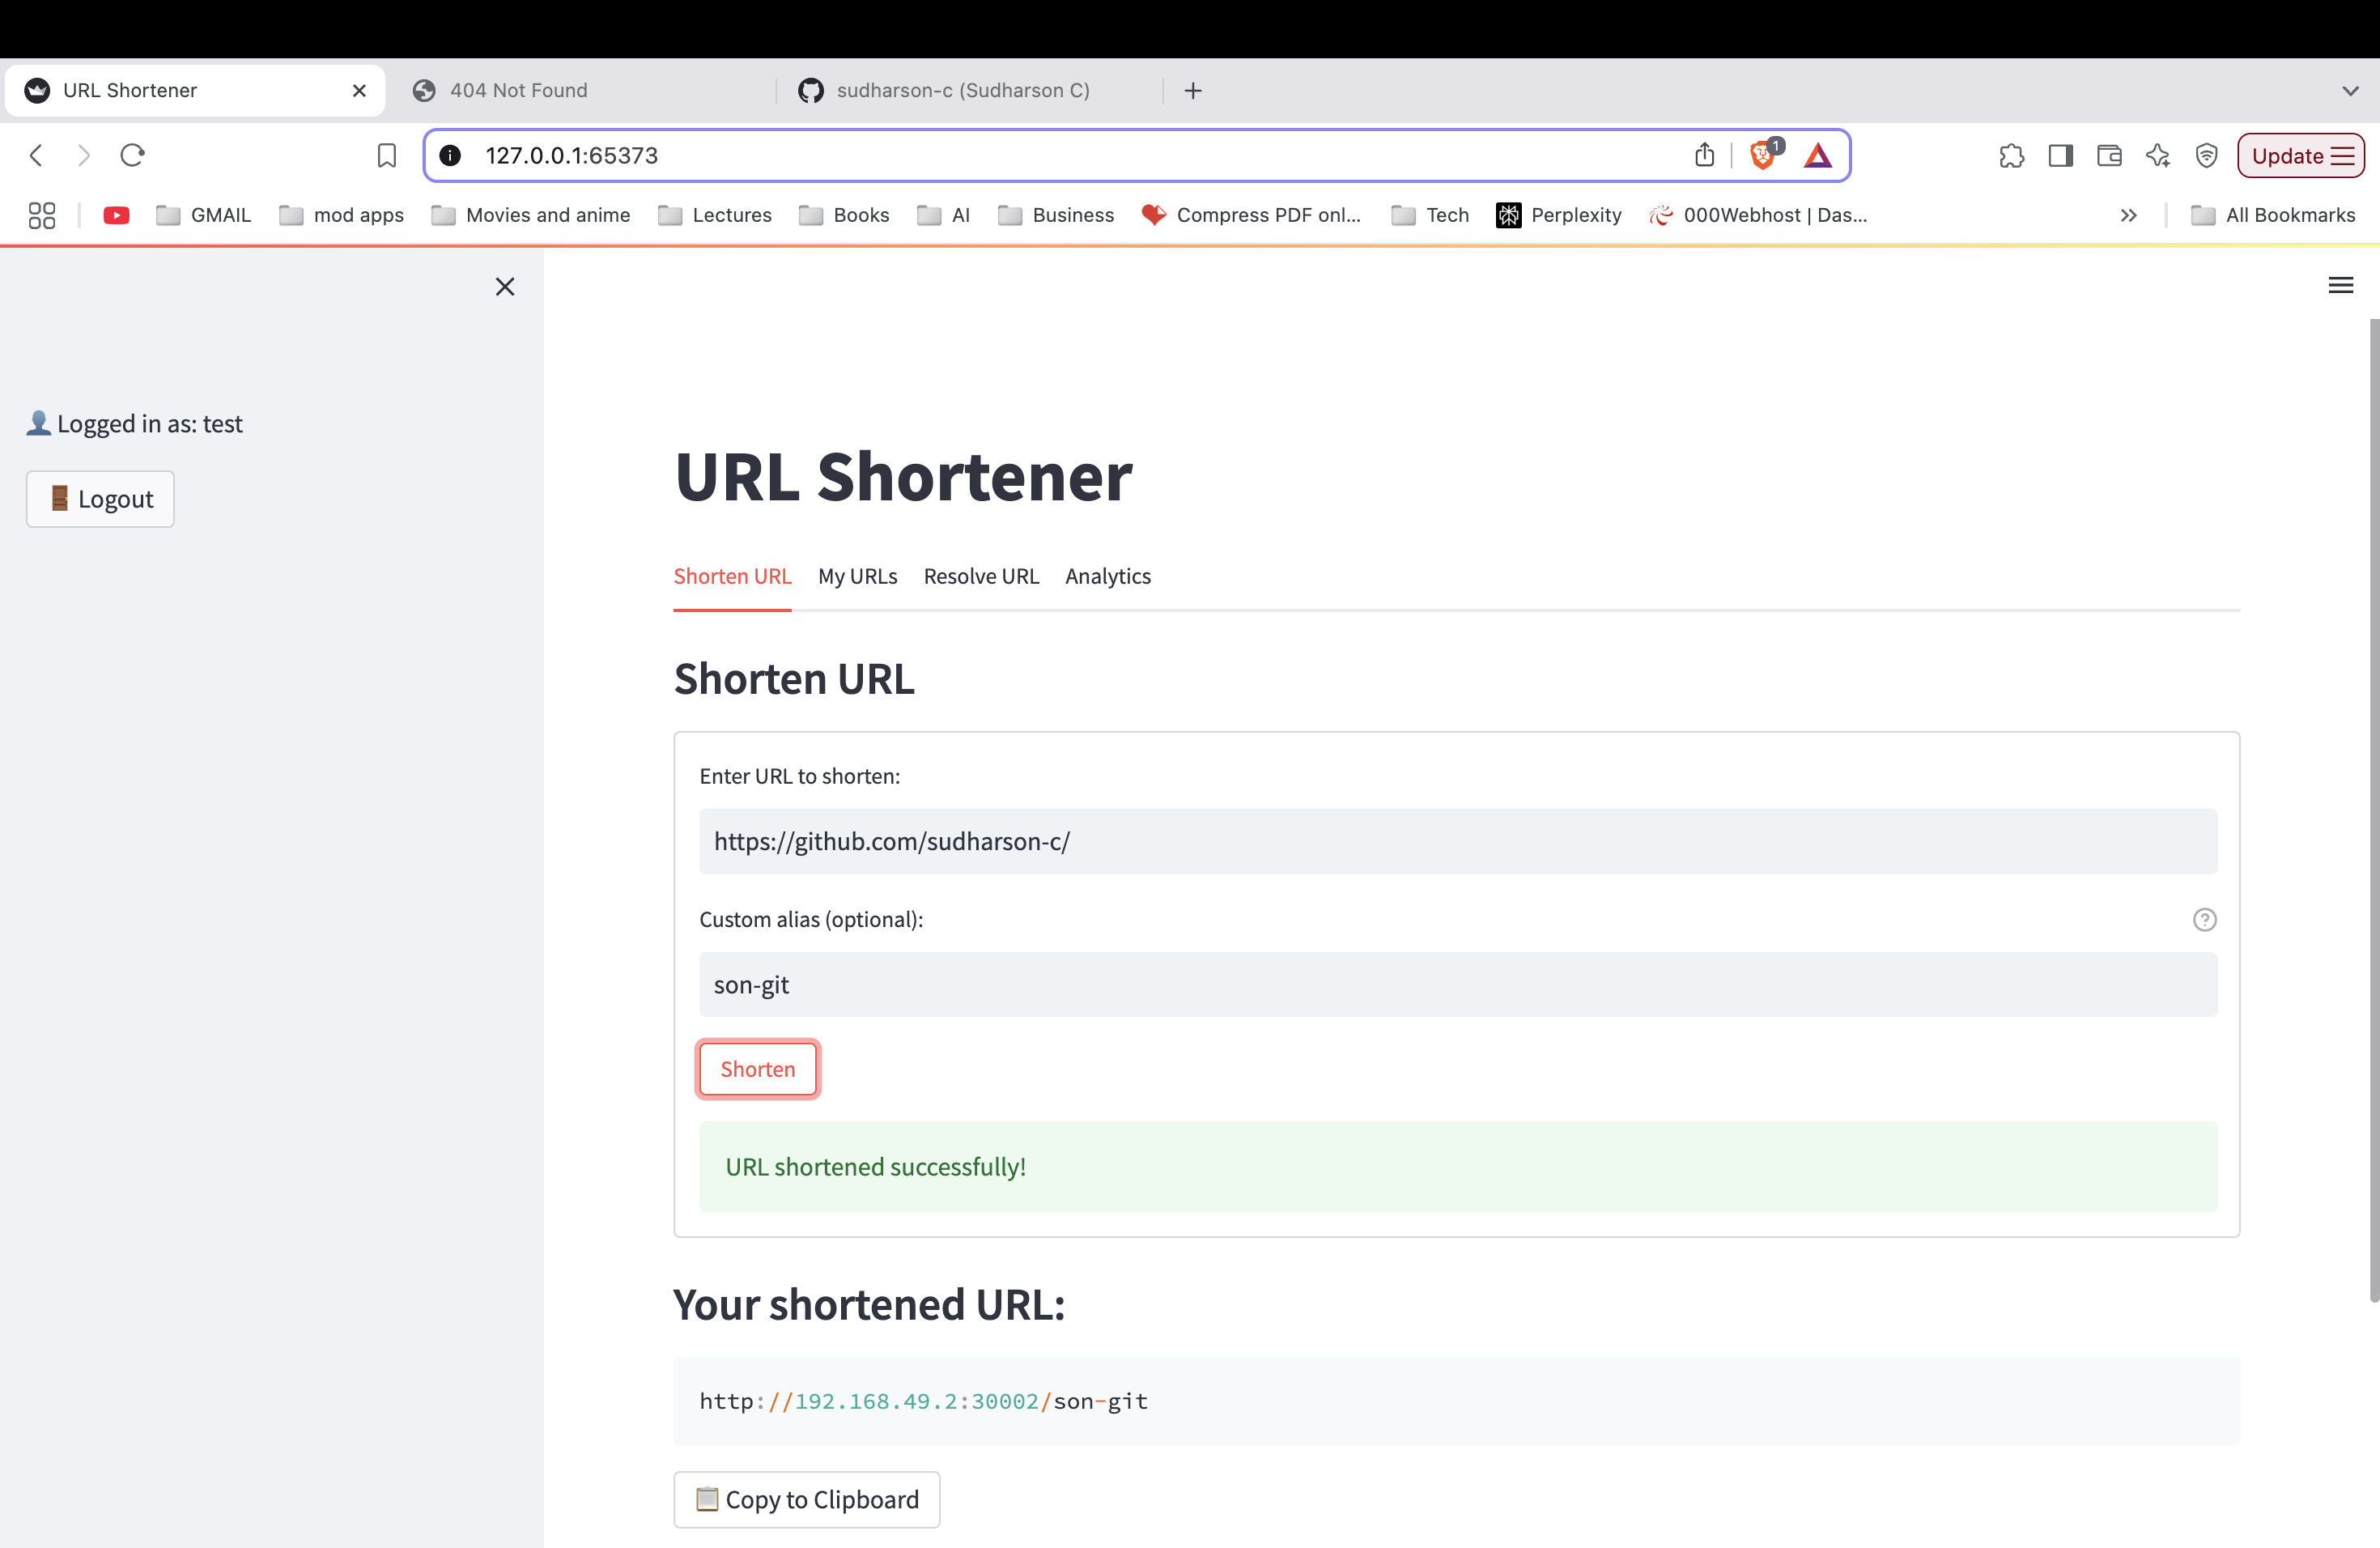 URL Shortener
404 Not Found
sudharson-c (Sudharson C)
127.0.0.1:65373
1
Update
GMAIL
mod apps
Movies and anime
Lectures
Books
AI
Business
Compress PDF onl...
Tech
Perplexity
000Webhost | Das...
All Bookmarks
Logged in as: test
Logout
URL Shortener
Shorten URL
My URLs
Resolve URL
Analytics
Shorten URL
Enter URL to shorten:
https://github.com/sudharson-c/
Custom alias (optional):
son-git
Shorten
URL shortened successfully!
Your shortened URL:
http://192.168.49.2:30002/son-git
Copy to Clipboard